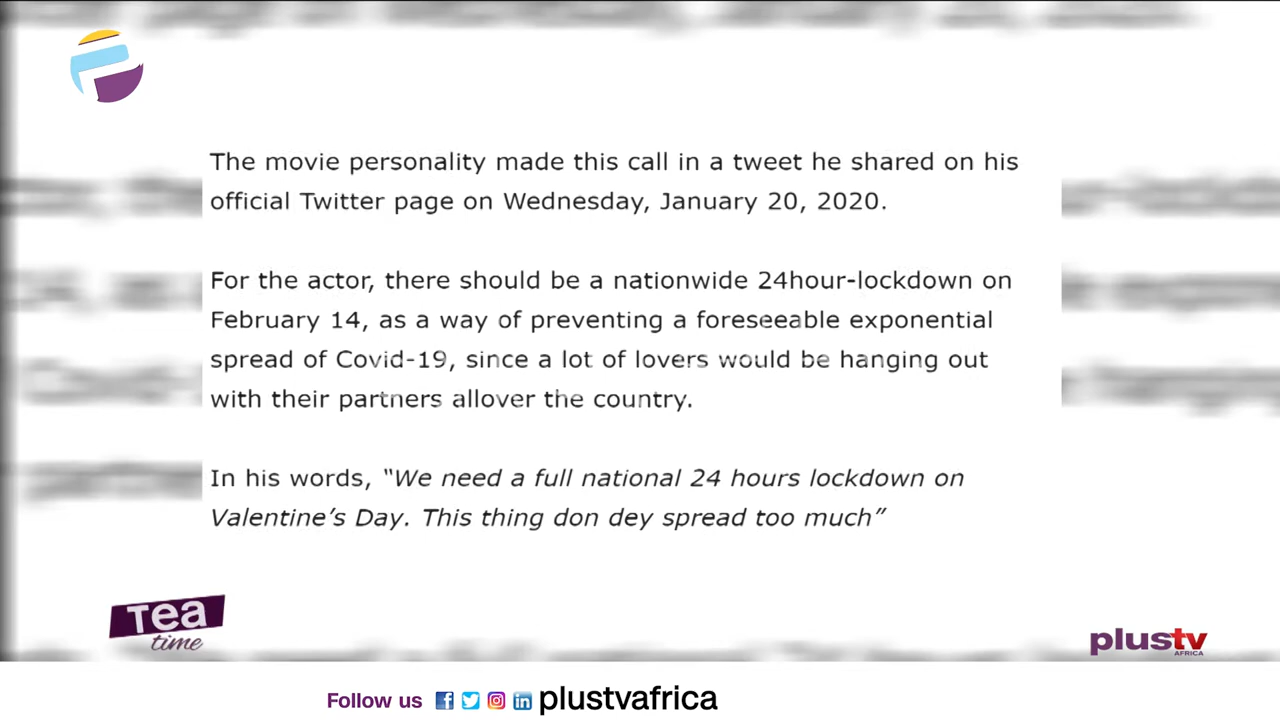 The movie personality made this call in a tweet he shared on his
official Twitter page on Wednesday, January 20, 2020.
For the actor, there should be a nationwide 24hour-lockdown on
February 14, as a way of preventing a foreseeable exponential
spread of Covid-19, since a lot of lovers would be hanging out
with their partners allover the country.
In his words, “We need a full national 24 hours lockdown on
Valentine’s Day. This thing don dey spread too much”
Tea
time
plustv
AFRICA
Follow us plustvafrica